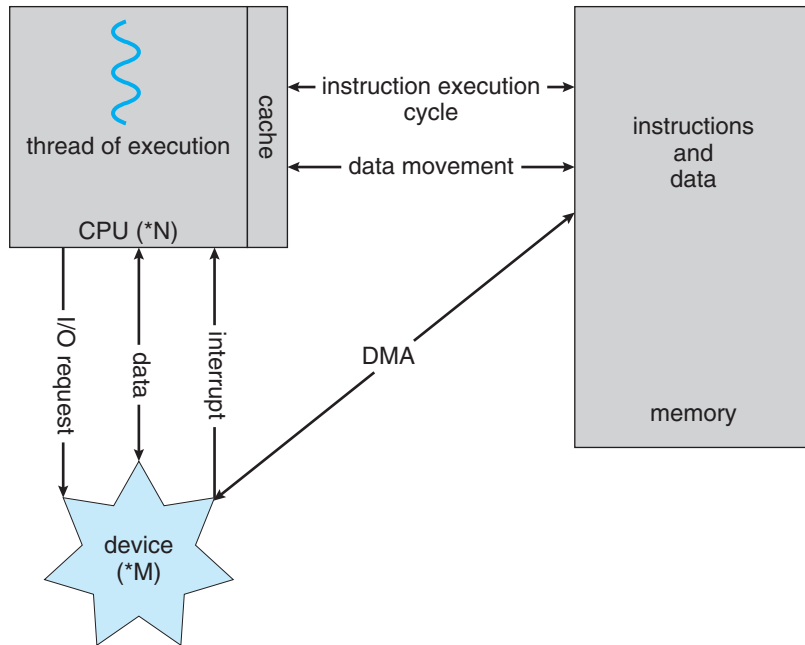 thread of execution
cache
CPU (*N)
instruction execution
cycle
data movement
instructions
and
data
memory
I/O request
data
interrupt
DMA
device
(*M)